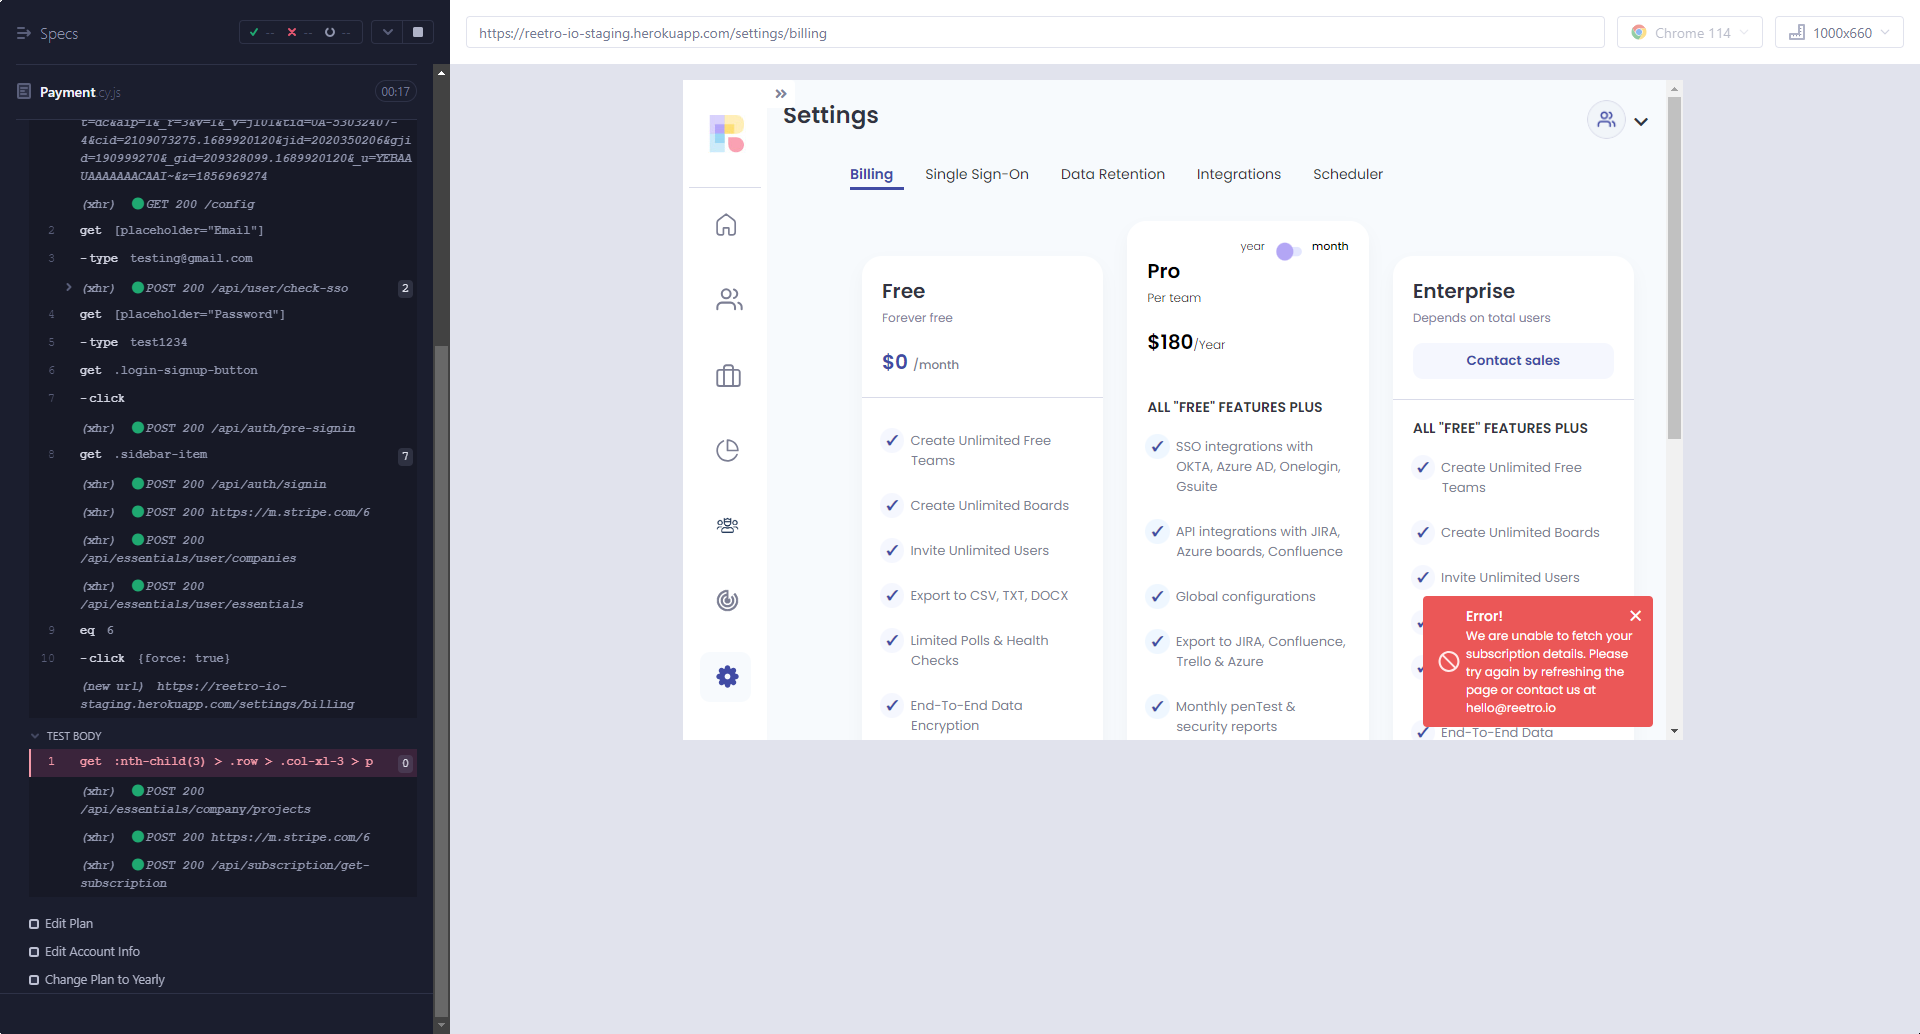 Specs
-- -- --
Payment cy.js
00:17
t=dc&aip=1&_r=3&v=1&_v=j101&tid=UA-53032407-
4&cid=2109073275.1689920120&jid=2020350206&gji
d=190999270&_gid=209328099.1689920120&_u=YEBAA
UAAAAAAACAAI~&z=1856969274
(xhr) GET 200 /config
2 get [placeholder="Email"]
3 -type testing@gmail.com
(xhr) POST 200 /api/user/check-sso 2
4 get [placeholder="Password"]
5 -type test1234
6 get .login-signup-button
7 -click
(xhr) POST 200 /api/auth/pre-signin
8 get .sidebar-item 7
(xhr) POST 200 /api/auth/signin
(xhr) POST 200 https://m.stripe.com/6
(xhr) POST 200
/api/essentials/user/companies
(xhr) POST 200
/api/essentials/user/essentials
9 eq 6
10 -click {force: true}
(new url) https://reetro-io-
staging.herokuapp.com/settings/billing
TEST BODY
1 get :nth-child(3) > .row > .col-xl-3 > p 0
(xhr) POST 200
/api/essentials/company/projects
(xhr) POST 200 https://m.stripe.com/6
(xhr) POST 200 /api/subscription/get-
subscription
Edit Plan
Edit Account Info
Change Plan to Yearly
https://reetro-io-staging.herokuapp.com/settings/billing
Chrome 114
1000x660
Settings
Billing
Single Sign-On
Data Retention
Integrations
Scheduler
Free
Forever free
$0 /month
Create Unlimited Free
Teams
Create Unlimited Boards
Invite Unlimited Users
Export to CSV, TXT, DOCX
Limited Polls & Health
Checks
End-To-End Data
Encryption
year
month
Pro
Per team
$180/Year
ALL "FREE" FEATURES PLUS
SSO integrations with
OKTA, Azure AD, Onelogin,
Gsuite
API integrations with JIRA,
Azure boards, Confluence
Global configurations
Export to JIRA, Confluence,
Trello & Azure
Monthly penTest &
security reports
Enterprise
Depends on total users
Contact sales
ALL "FREE" FEATURES PLUS
Create Unlimited Free
Teams
Create Unlimited Boards
Invite Unlimited Users
End-To-End Data
Error!
We are unable to fetch your
subscription details. Please
try again by refreshing the
page or contact us at
hello@reetro.io